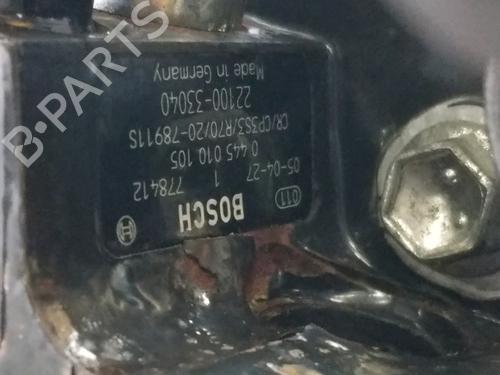 B-PARTS
BOSCH
011
05-04-27 1 778412
0 445 010 105
CR/CP3S3/R70/20-78911S
22100-33040
Made in Germany